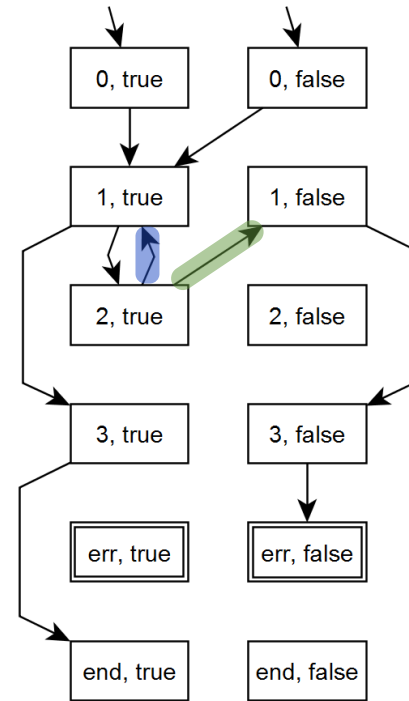 0, true
0, false
1, true
1, false
2, true
2, false
3, true
3, false
err, true
err, false
end, true
end, false